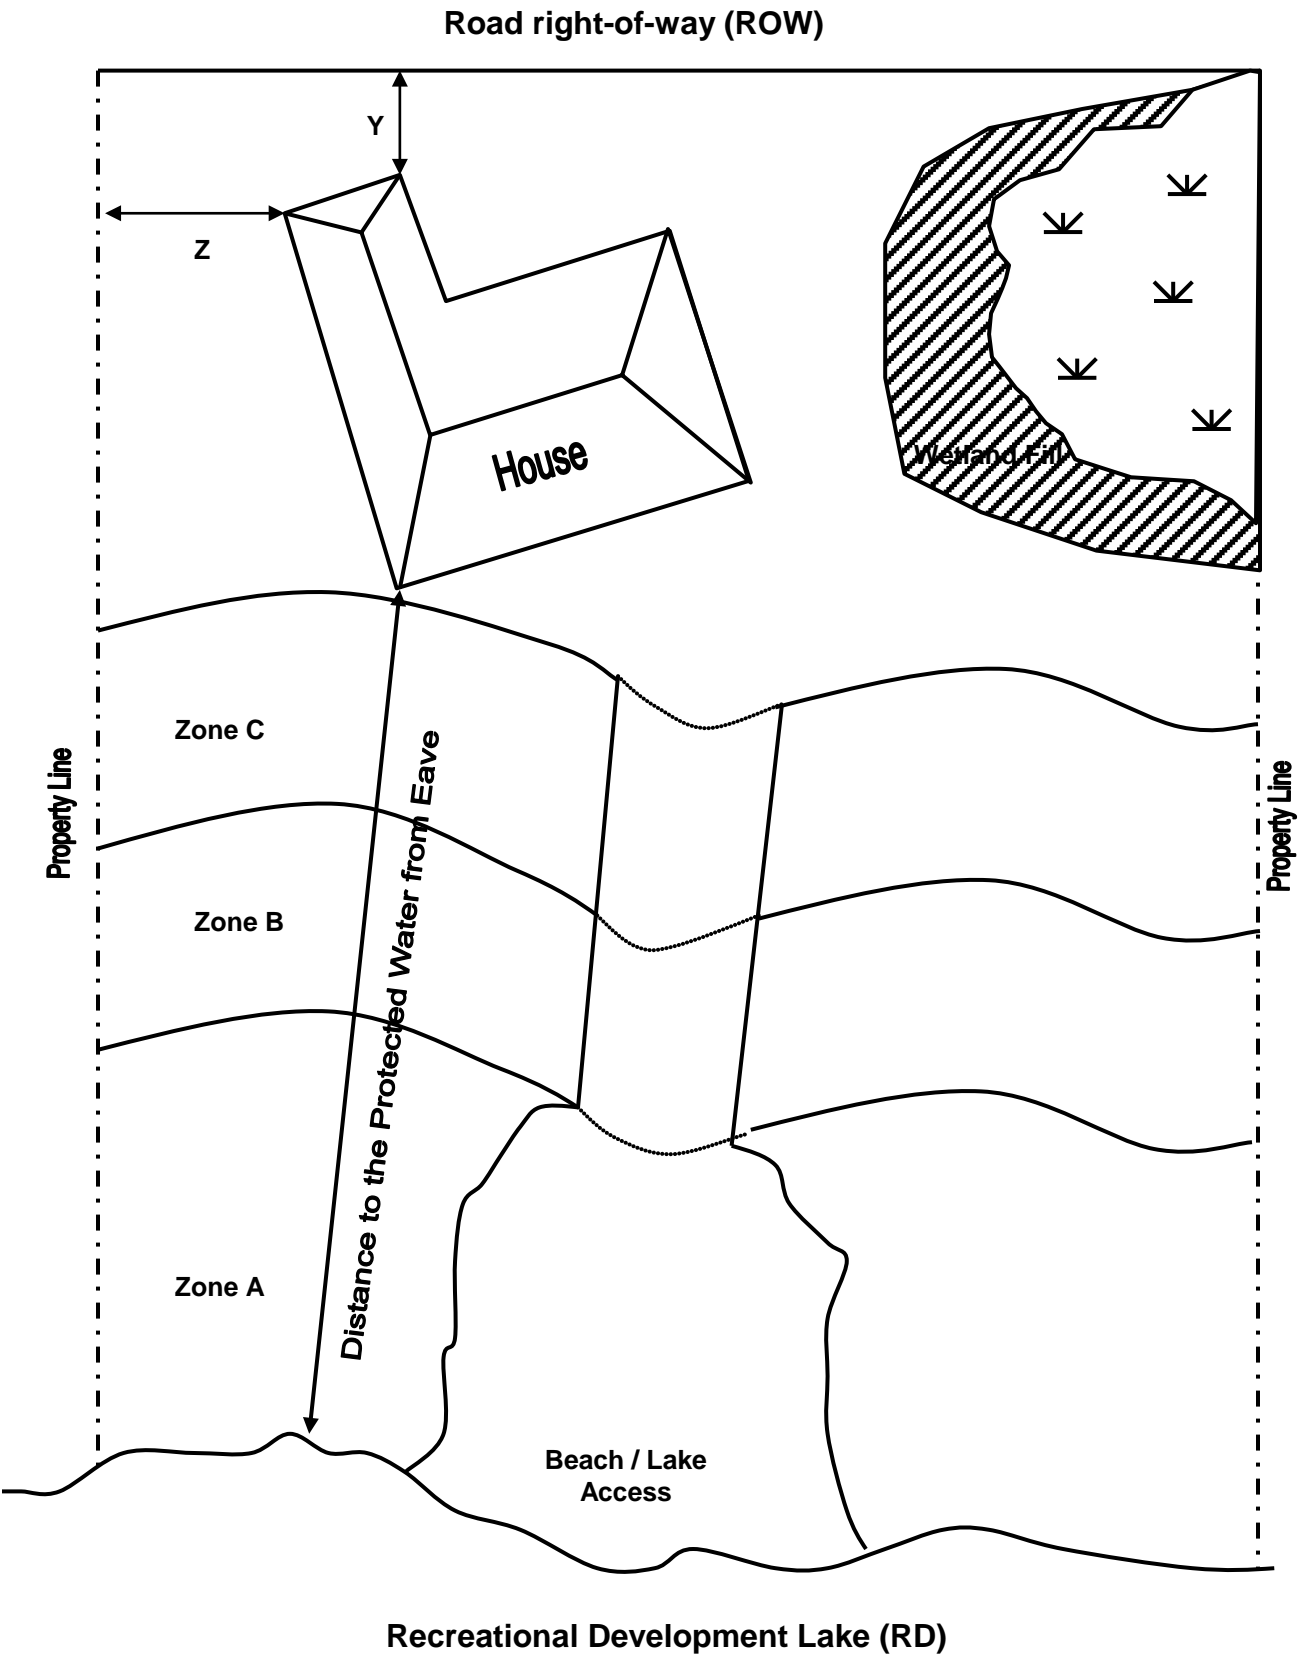 Road right-of-way (ROW)
Y
Z
House
Wetland Fill
Zone C
Property Line
Property Line
Distance to the Protected Water from Eave
Zone B
Zone A
Beach / Lake
Access
Recreational Development Lake (RD)